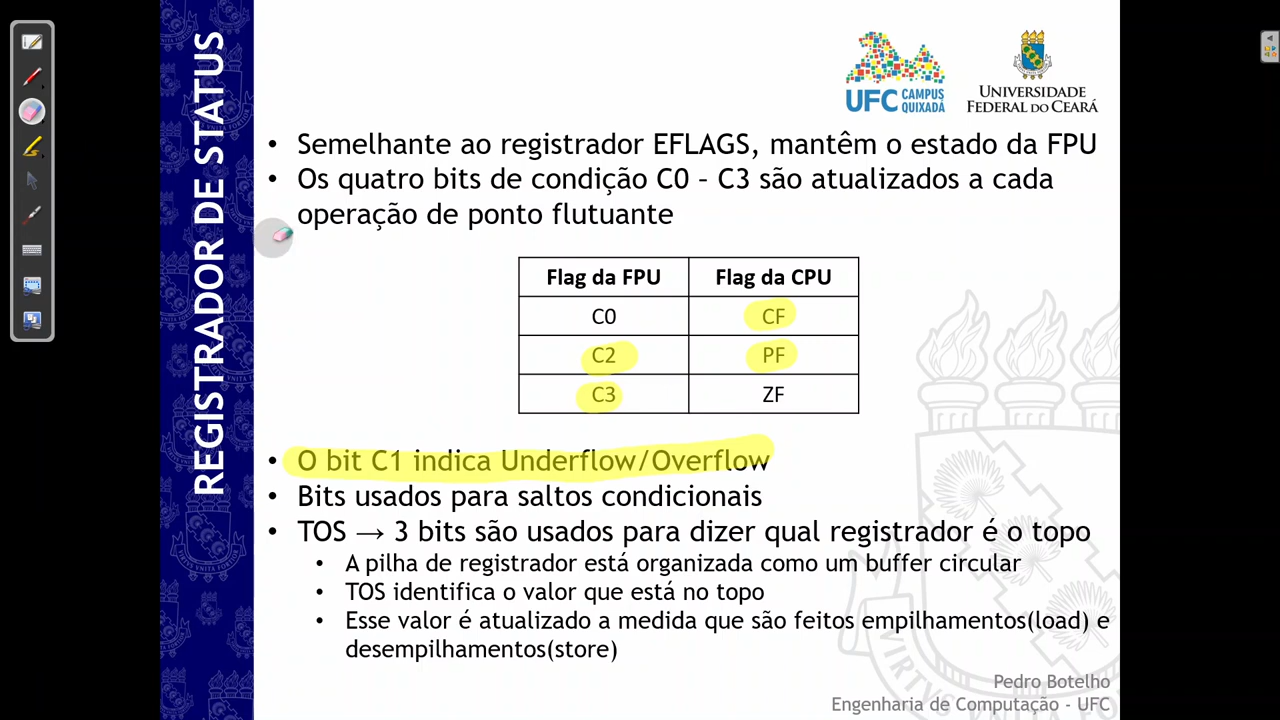 REGISTRADOR DE STATUS
UFC CAMPUS
QUIXADÁ
UNIVERSIDADE
FEDERAL DO CEARÁ
• Semelhante ao registrador EFLAGS, mantêm o estado da FPU
• Os quatro bits de condição C0 – C3 são atualizados a cada
operação de ponto flutuante
Flag da FPU Flag da CPU
C0 CF
C2 PF
C3 ZF
• O bit C1 indica Underflow/Overflow
• Bits usados para saltos condicionais
• TOS → 3 bits são usados para dizer qual registrador é o topo
• A pilha de registrador está organizada como um buffer circular
• TOS identifica o valor que está no topo
• Esse valor é atualizado a medida que são feitos empilhamentos(load) e
desempilhamentos(store)
Pedro Botelho
Engenharia de Computação - UFC